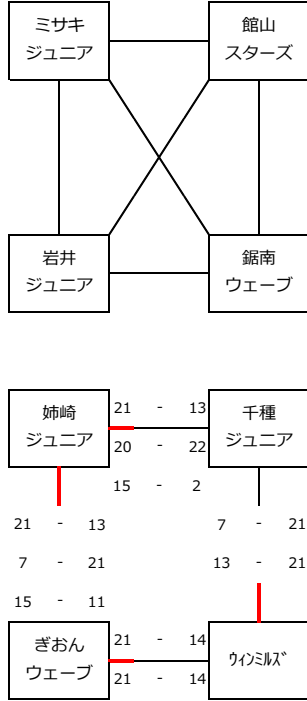 ミサキ
ジュニア
館山
スターズ
岩井
ジュニア
鋸南
ウェーブ
姉崎
ジュニア
21 - 13
20 - 22
15 - 2
千種
ジュニア
21 - 13
7 - 21
15 - 11
7 - 21
13 - 21
ぎおん
ウェーブ
21 - 14
21 - 14
ウィンミルズ